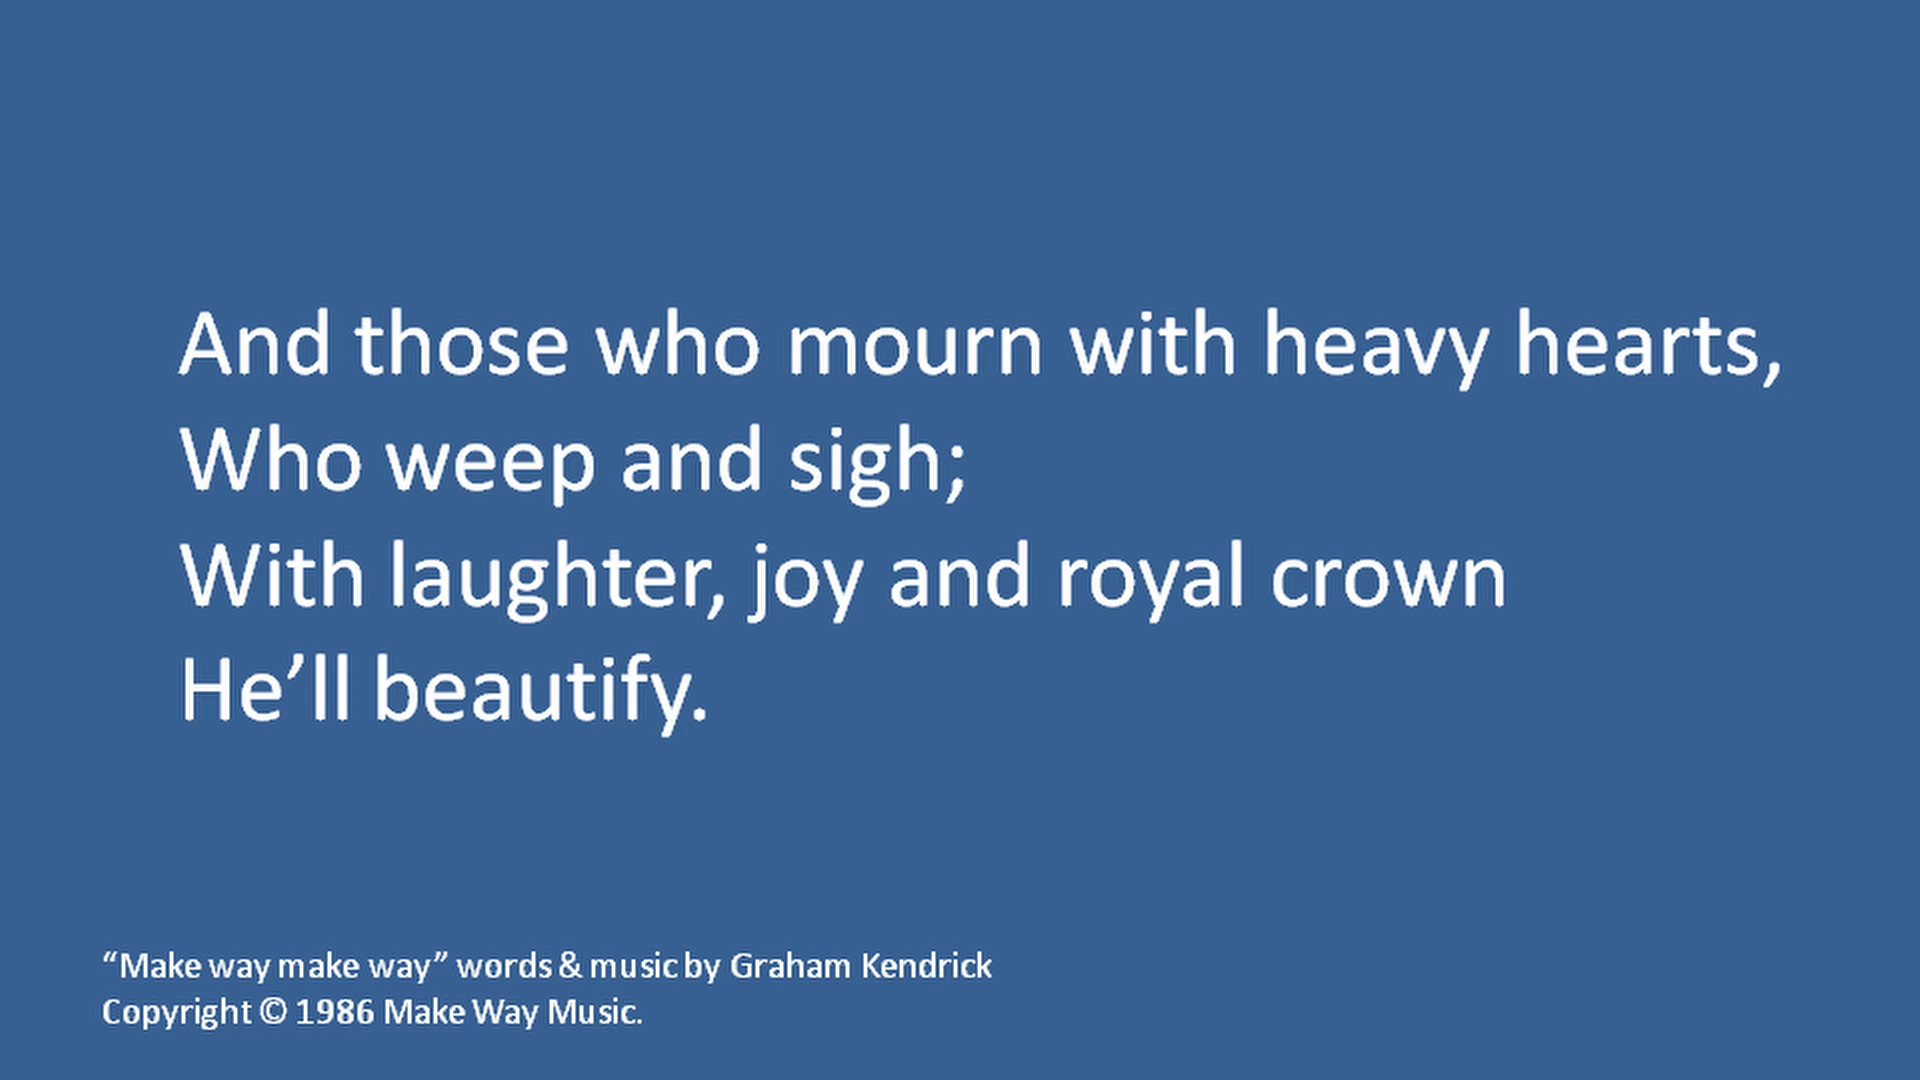 And those who mourn with heavy hearts,
Who weep and sigh;
With laughter, joy and royal crown
He’ll beautify.
“Make way make way” words & music by Graham Kendrick
Copyright © 1986 Make Way Music.